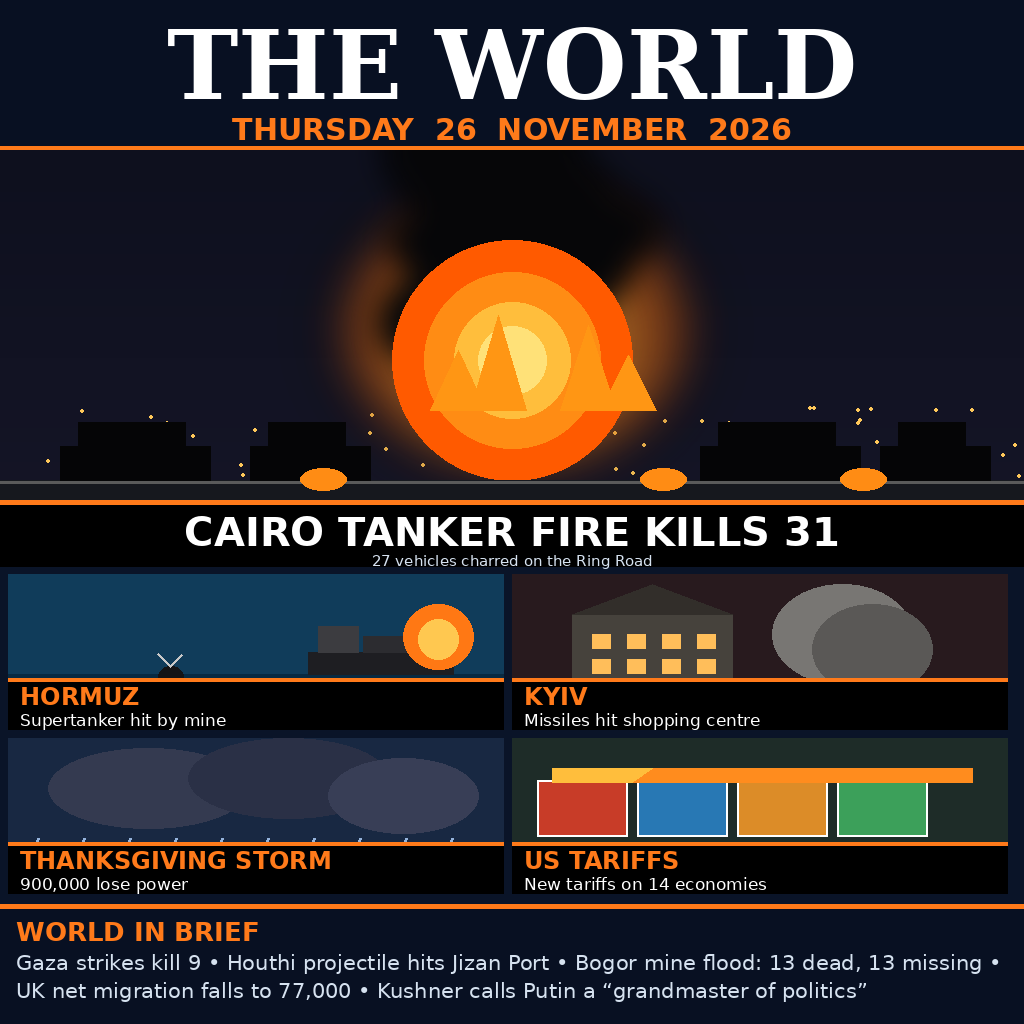 THE WORLD
THURSDAY 26 NOVEMBER 2026
CAIRO TANKER FIRE KILLS 31
27 vehicles charred on the Ring Road
HORMUZ
Supertanker hit by mine
KYIV
Missiles hit shopping centre
THANKSGIVING STORM
900,000 lose power
US TARIFFS
New tariffs on 14 economies
WORLD IN BRIEF
Gaza strikes kill 9 • Houthi projectile hits Jizan Port • Bogor mine flood: 13 dead, 13 missing •
UK net migration falls to 77,000 • Kushner calls Putin a “grandmaster of politics”